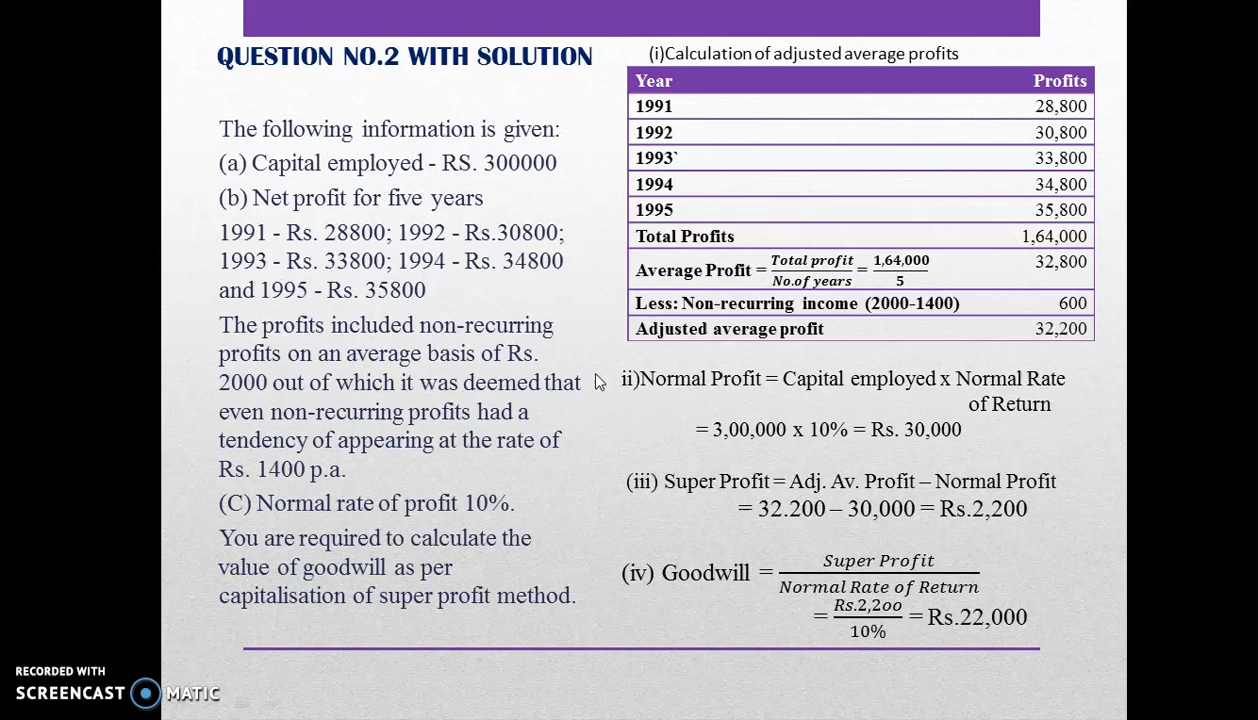 QUESTION NO.2 WITH SOLUTION
The following information is given:
(a) Capital employed - RS. 300000
(b) Net profit for five years
1991 - Rs. 28800; 1992 - Rs.30800;
1993 - Rs. 33800; 1994 - Rs. 34800
and 1995 - Rs. 35800
The profits included non-recurring
profits on an average basis of Rs.
2000 out of which it was deemed that
even non-recurring profits had a
tendency of appearing at the rate of
Rs. 1400 p.a.
(C) Normal rate of profit 10%.
You are required to calculate the
value of goodwill as per
capitalisation of super profit method.
(i)Calculation of adjusted average profits
Year Profits
1991 28,800
1992 30,800
1993` 33,800
1994 34,800
1995 35,800
Total Profits 1,64,000
Average Profit = Total profit / No.of years = 1,64,000 / 5 32,800
Less: Non-recurring income (2000-1400) 600
Adjusted average profit 32,200
ii)Normal Profit = Capital employed x Normal Rate
of Return
= 3,00,000 x 10% = Rs. 30,000
(iii) Super Profit = Adj. Av. Profit – Normal Profit
= 32.200 – 30,000 = Rs.2,200
(iv) Goodwill = Super Profit / Normal Rate of Return
= Rs.2,2oo / 10% = Rs.22,000
RECORDED WITH
SCREENCAST MATIC